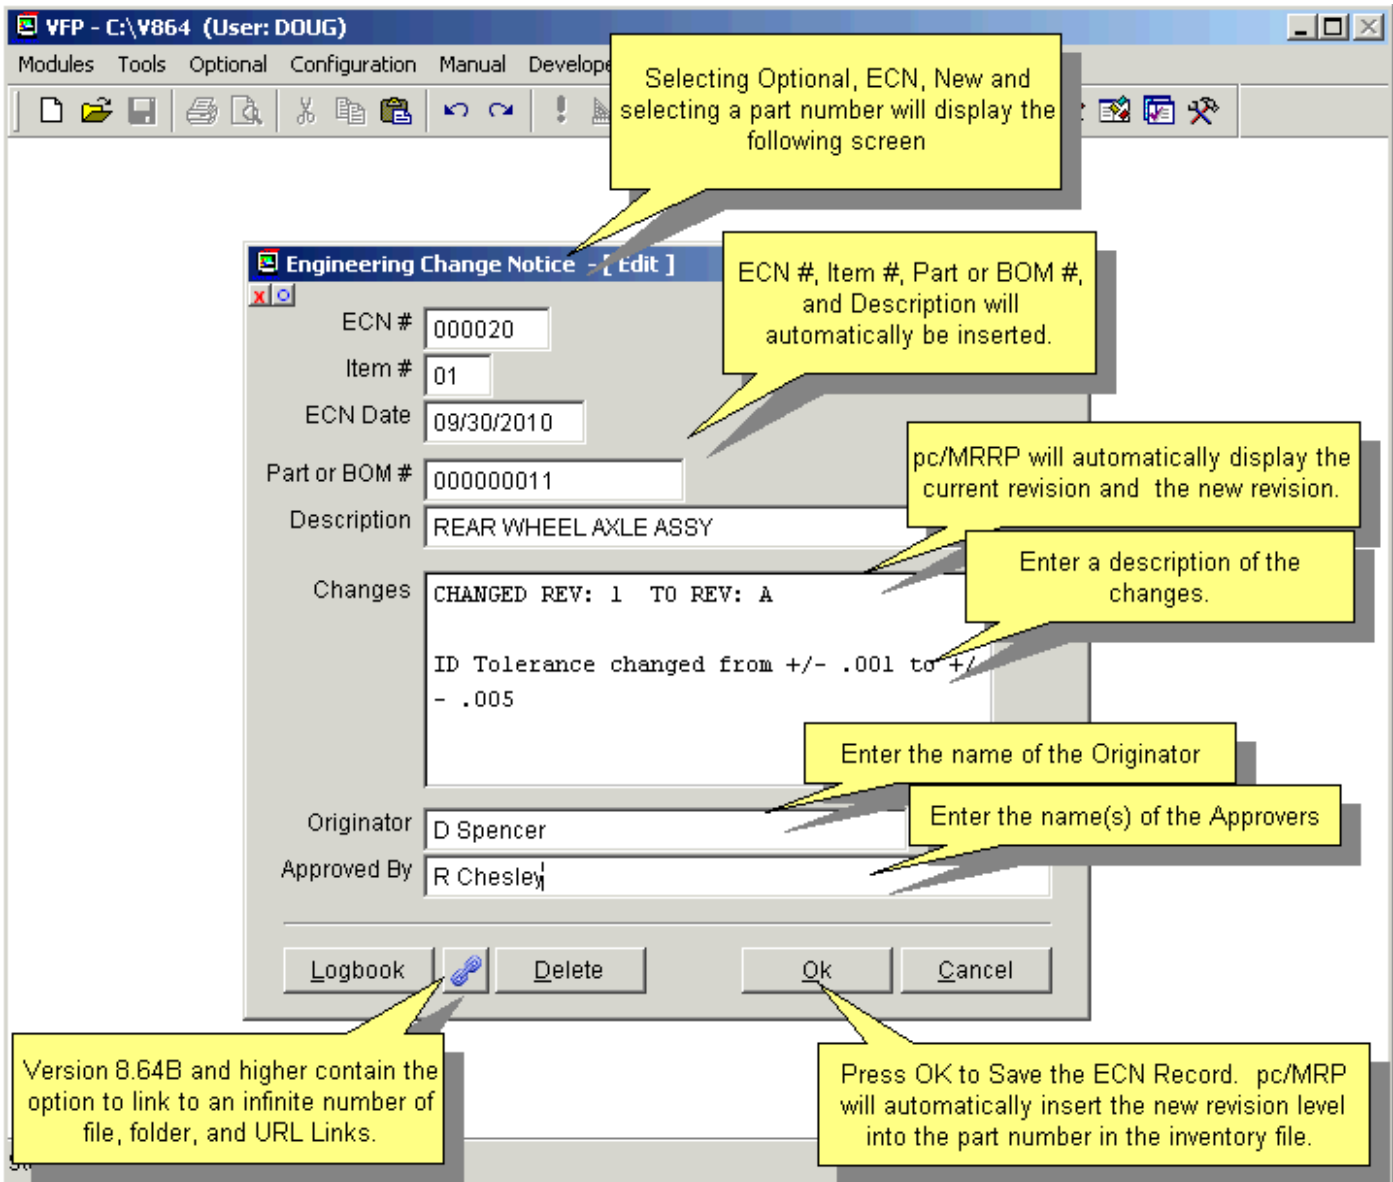 VFP - C:\V864 (User: DOUG)
Modules Tools Optional Configuration Manual Develope
Selecting Optional, ECN, New and
selecting a part number will display the
following screen
Engineering Change Notice - [ Edit ]
ECN #, Item #, Part or BOM #,
and Description will
automatically be inserted.
ECN # 000020
Item # 01
ECN Date 09/30/2010
Part or BOM # 000000011
Description REAR WHEEL AXLE ASSY
pc/MRRP will automatically display the
current revision and the new revision.
Enter a description of the
changes.
Changes CHANGED REV: 1 TO REV: A
ID Tolerance changed from +/- .001 to +/
- .005
Enter the name of the Originator
Originator D Spencer
Enter the name(s) of the Approvers
Approved By R Chesley
Logbook Delete Ok Cancel
Version 8.64B and higher contain the
option to link to an infinite number of
file, folder, and URL Links.
Press OK to Save the ECN Record. pc/MRP
will automatically insert the new revision level
into the part number in the inventory file.